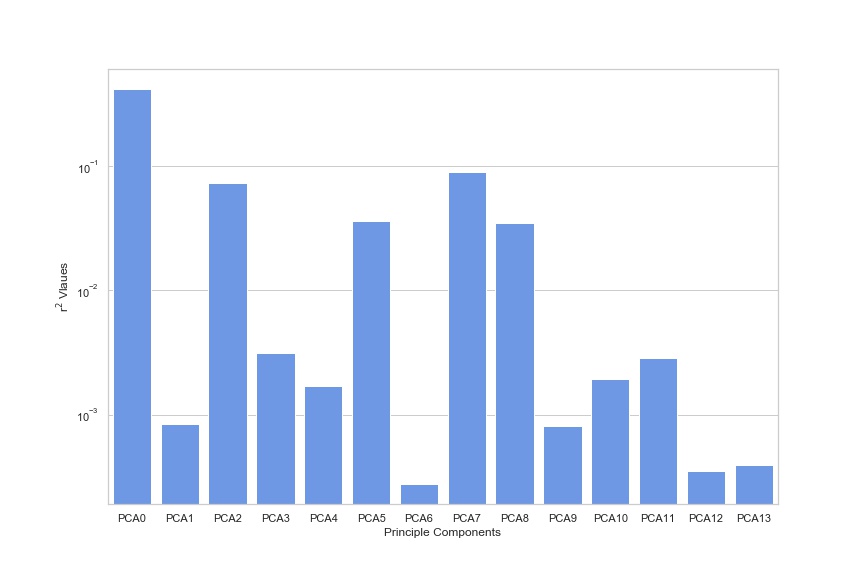 r² Vlaues
10⁻¹
10⁻²
10⁻³
PCA0 PCA1 PCA2 PCA3 PCA4 PCA5 PCA6 PCA7 PCA8 PCA9 PCA10 PCA11 PCA12 PCA13
Principle Components